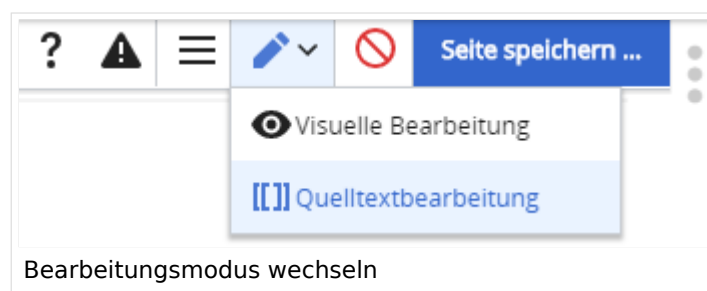 ? Seite speichern ...
Visuelle Bearbeitung
[[]] Quelltextbearbeitung
Bearbeitungsmodus wechseln